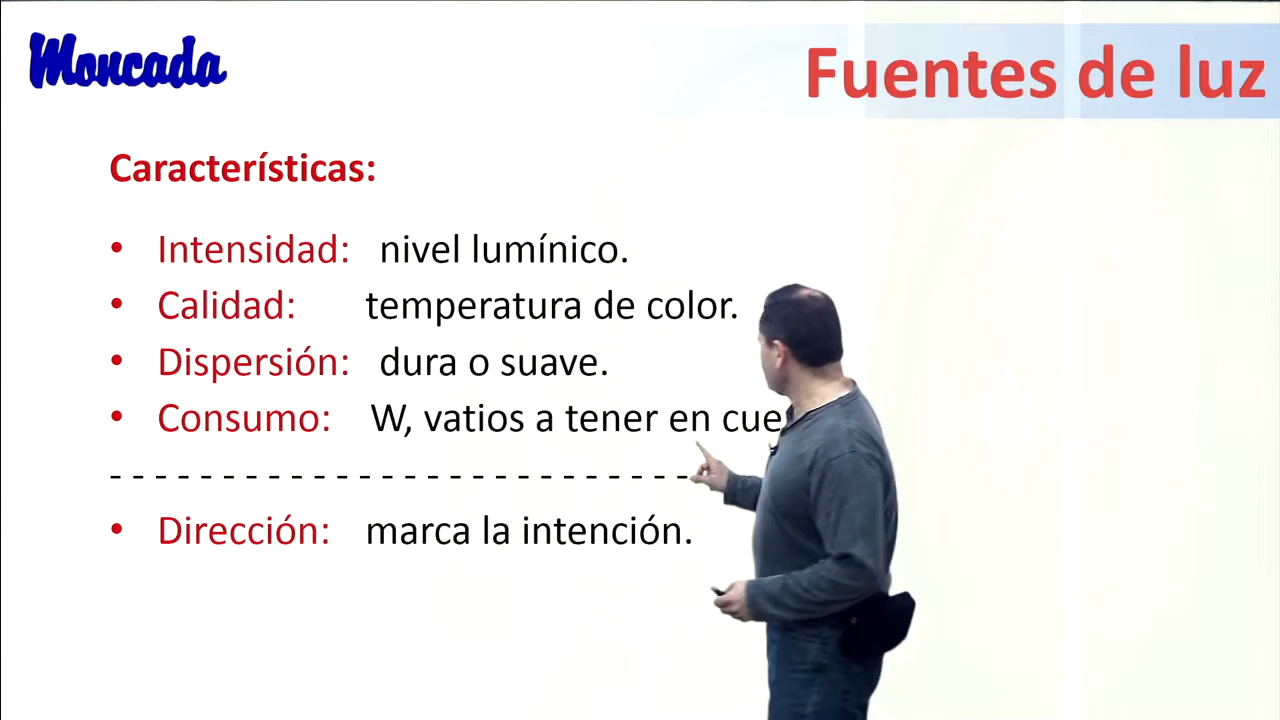 Moncada
Fuentes de luz
Características:
• Intensidad: nivel lumínico.
• Calidad: temperatura de color.
• Dispersión: dura o suave.
• Consumo: W, vatios a tener en
- - - - - - - - - - - - - - - - - - - - - - - - - -
• Dirección: marca la intención.